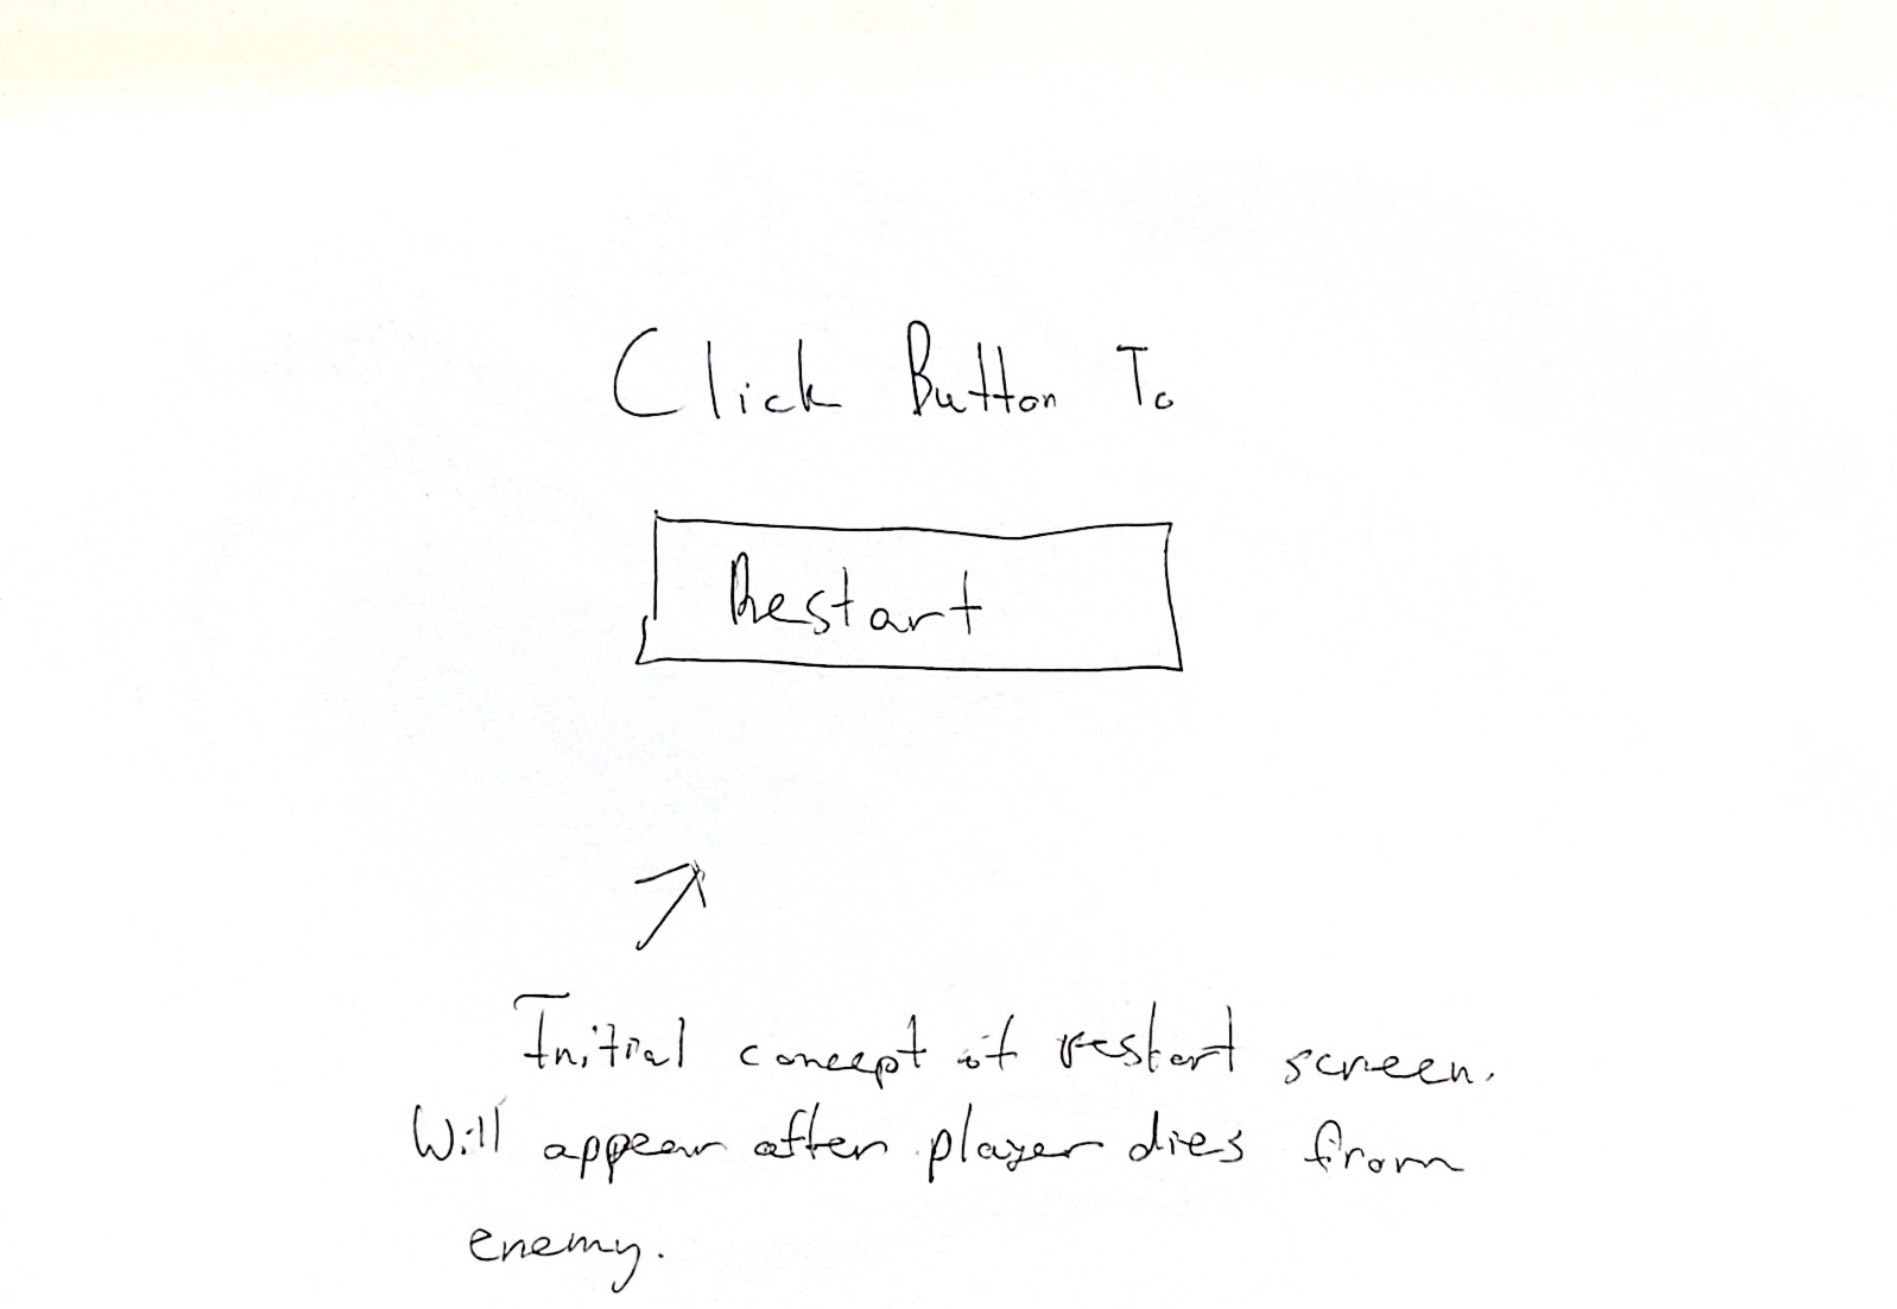 Click Button To
Restart
Initial concept of restart screen.
Will appear after player dies from
enemy.